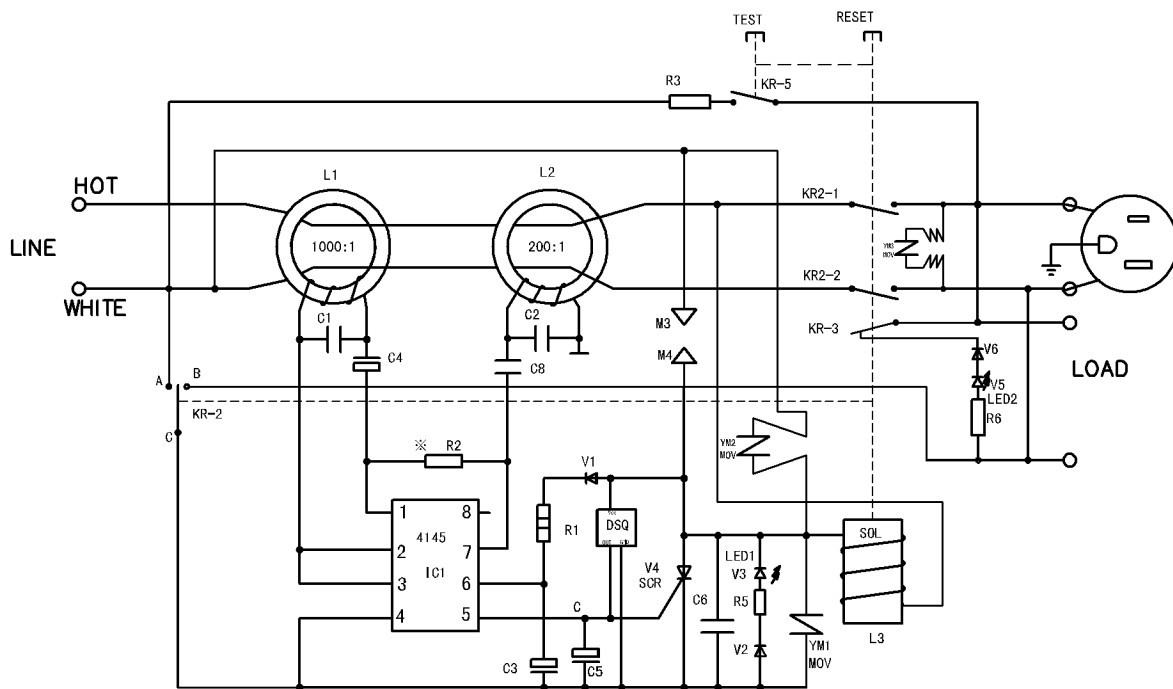 TEST
RESET
R3
KR-5
L1
L2
HOT
KR2-1
1000:1
200:1
YM3
MOV
LINE
KR2-2
WHITE
C1
C2
M3
KR-3
C4
C8
M4
V6
A
B
V5
LED2
LOAD
KR-2
R6
C
※
R2
YM2
MOV
V1
1
8
4145
R1
DSQ
SOL
2
7
LED1
IC1
V4
V3
3
6
SCR
C6
R5
4
5
C
L3
C3
C5
V2
YM1
MOV